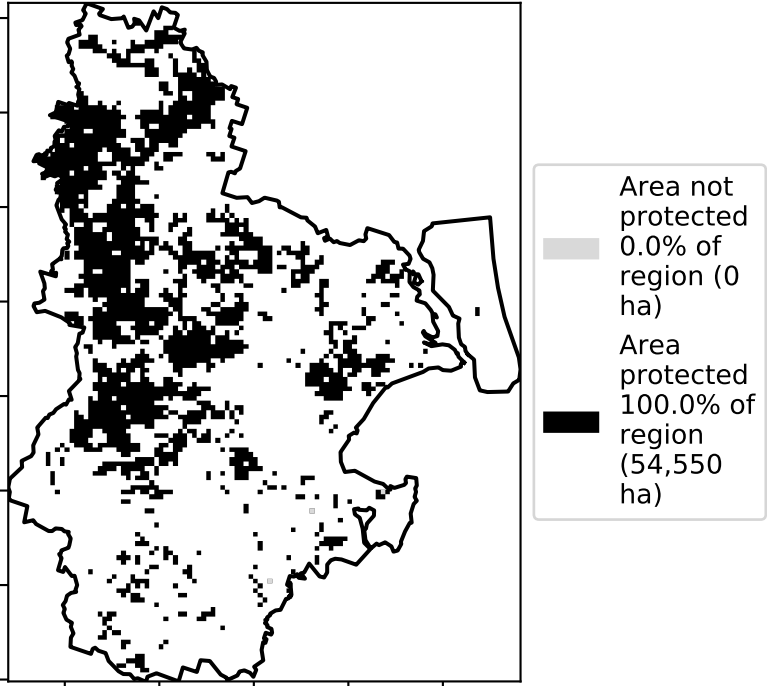 Area not
protected
0.0% of
region (0
ha)
Area
protected
100.0% of
region
(54,550
ha)